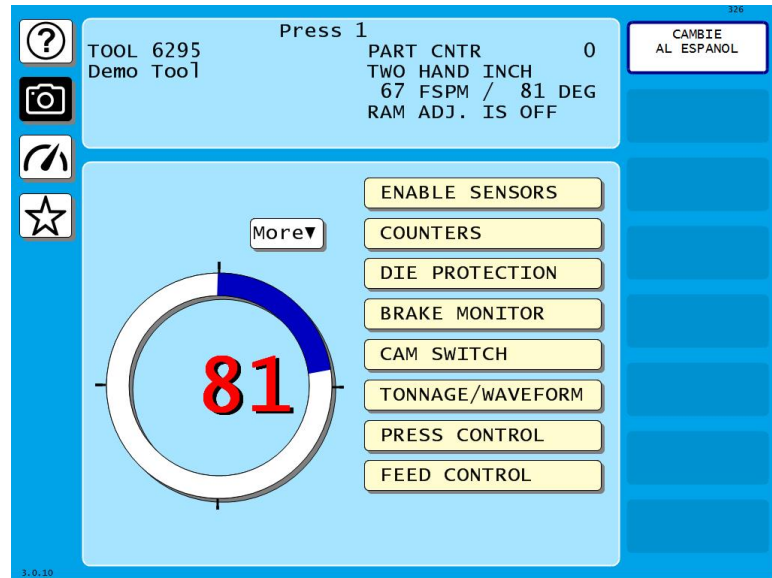 326
Press 1
TOOL 6295
Demo Tool
PART CNTR 0
TWO HAND INCH
67 FSPM / 81 DEG
RAM ADJ. IS OFF
CAMBIE
AL ESPANOL
?
More▼
81
ENABLE SENSORS
COUNTERS
DIE PROTECTION
BRAKE MONITOR
CAM SWITCH
TONNAGE/WAVEFORM
PRESS CONTROL
FEED CONTROL
3.0.10